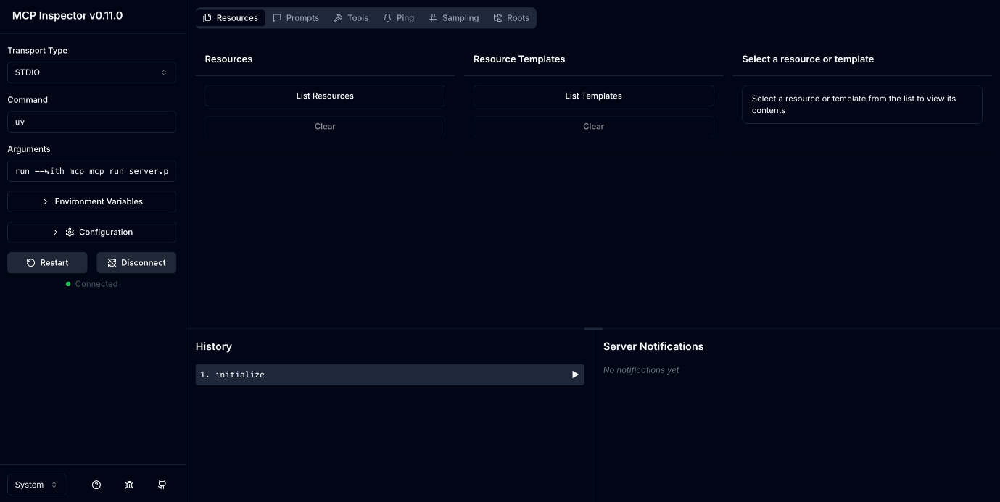 MCP Inspector v0.11.0
Transport Type
STDIO
Command
uv
Arguments
run --with mcp mcp run server.p
Environment Variables
Configuration
Restart
Disconnect
Connected
System
Resources
Prompts
Tools
Ping
Sampling
Roots
Resources
List Resources
Clear
Resource Templates
List Templates
Clear
Select a resource or template
Select a resource or template from the list to view its
contents
History
1. initialize
Server Notifications
No notifications yet